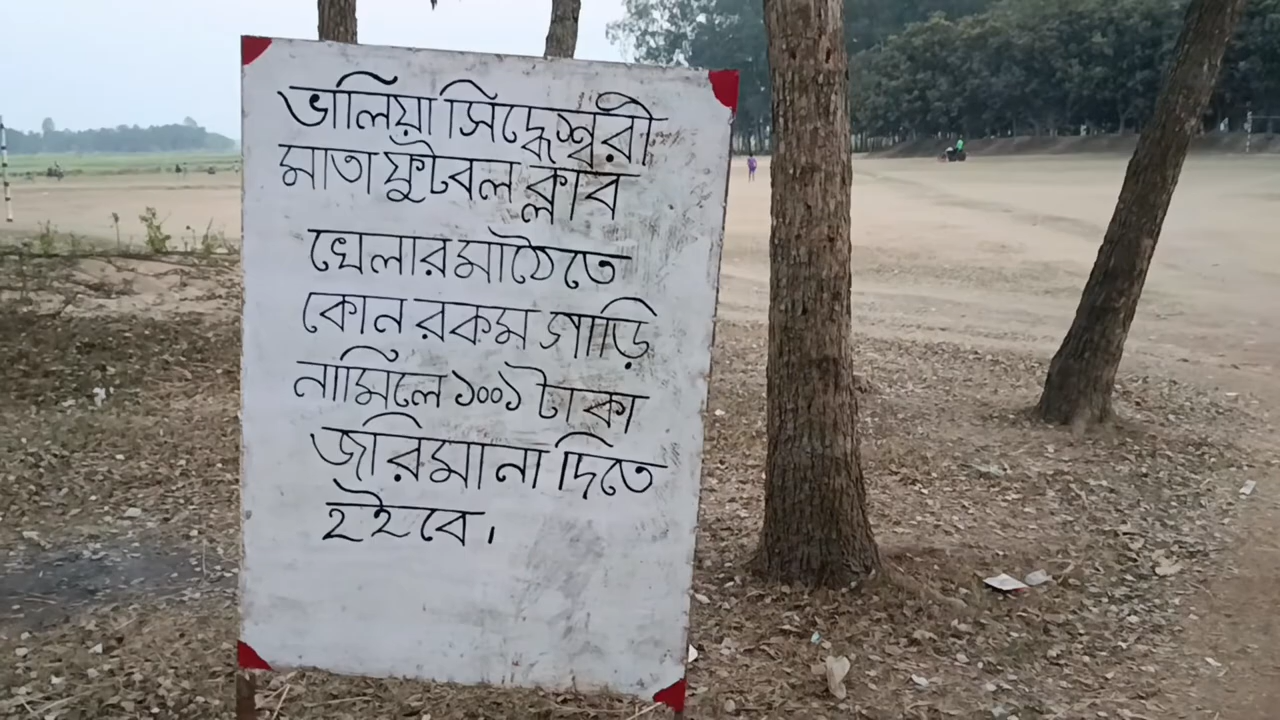 ভালিয়া সিদ্ধেশ্বরী
মাতা ফুটবল ক্লাব
খেলার মাঠৈতে
কোন রকম গাড়ি
নামিলে ১০০১ টাকা
জরিমানা দিতে
হইবে।